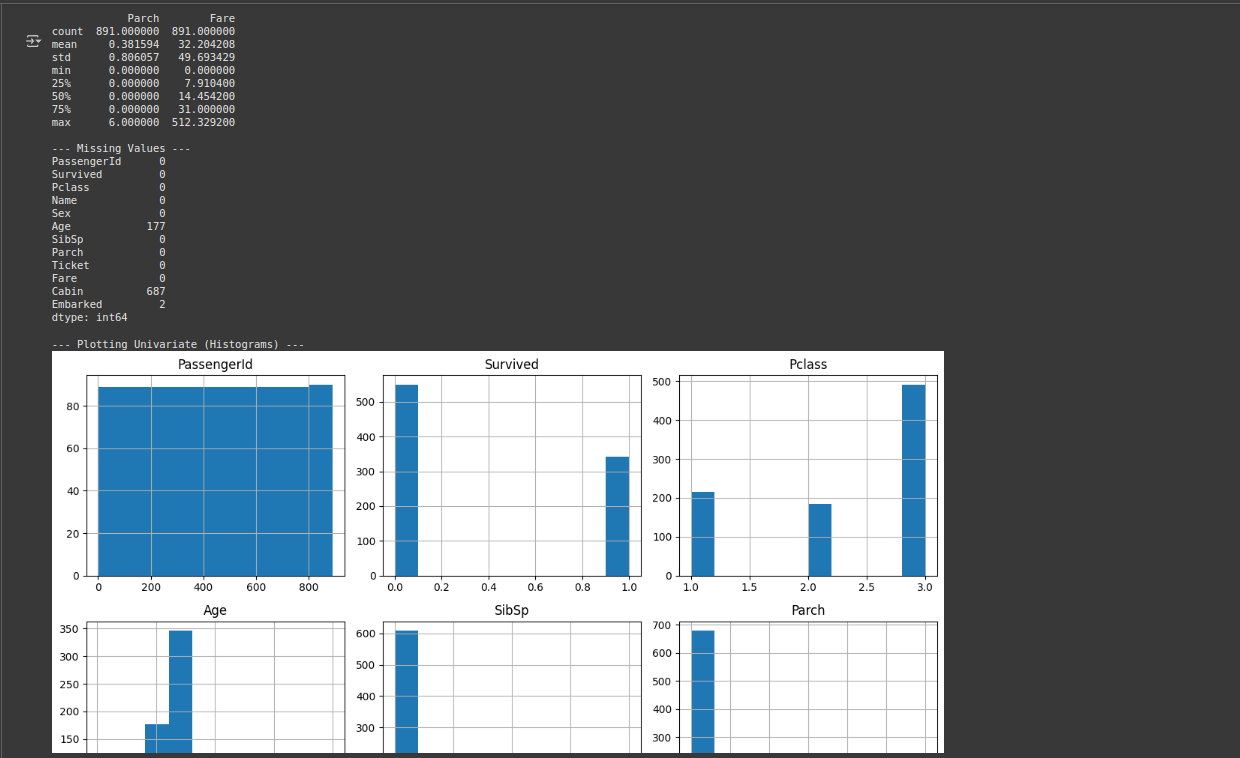 Parch Fare
count 891.000000 891.000000
mean 0.381594 32.204208
std 0.806057 49.693429
min 0.000000 0.000000
25% 0.000000 7.910400
50% 0.000000 14.454200
75% 0.000000 31.000000
max 6.000000 512.329200
--- Missing Values ---
PassengerId 0
Survived 0
Pclass 0
Name 0
Sex 0
Age 177
SibSp 0
Parch 0
Ticket 0
Fare 0
Cabin 687
Embarked 2
dtype: int64
--- Plotting Univariate (Histograms) ---
PassengerId
80
60
40
20
0
0 200 400 600 800
Survived
500
400
300
200
100
0
0.0 0.2 0.4 0.6 0.8 1.0
Pclass
500
400
300
200
100
0
1.0 1.5 2.0 2.5 3.0
Age
350
300
250
200
150
SibSp
600
500
400
300
Parch
700
600
500
400
300